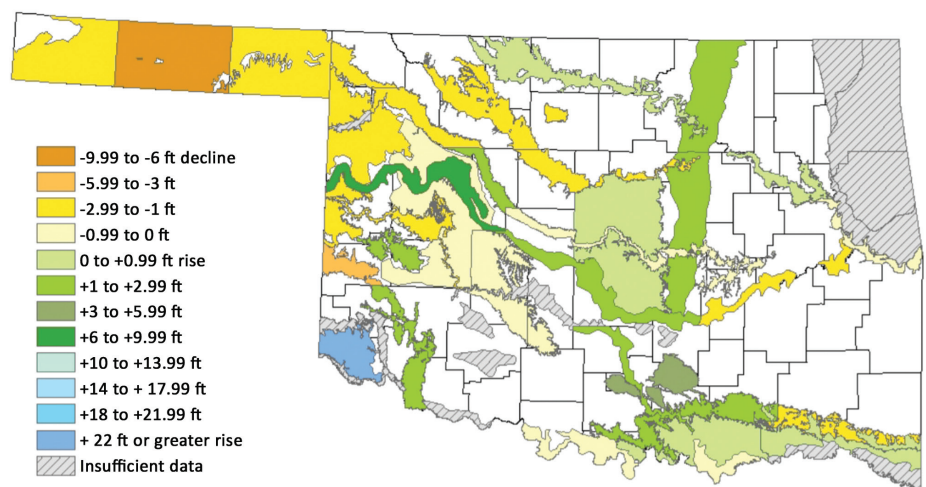 -9.99 to -6 ft decline
-5.99 to -3 ft
-2.99 to -1 ft
-0.99 to 0 ft
0 to +0.99 ft rise
+1 to +2.99 ft
+3 to +5.99 ft
+6 to +9.99 ft
+10 to +13.99 ft
+14 to + 17.99 ft
+18 to +21.99 ft
+ 22 ft or greater rise
Insufficient data